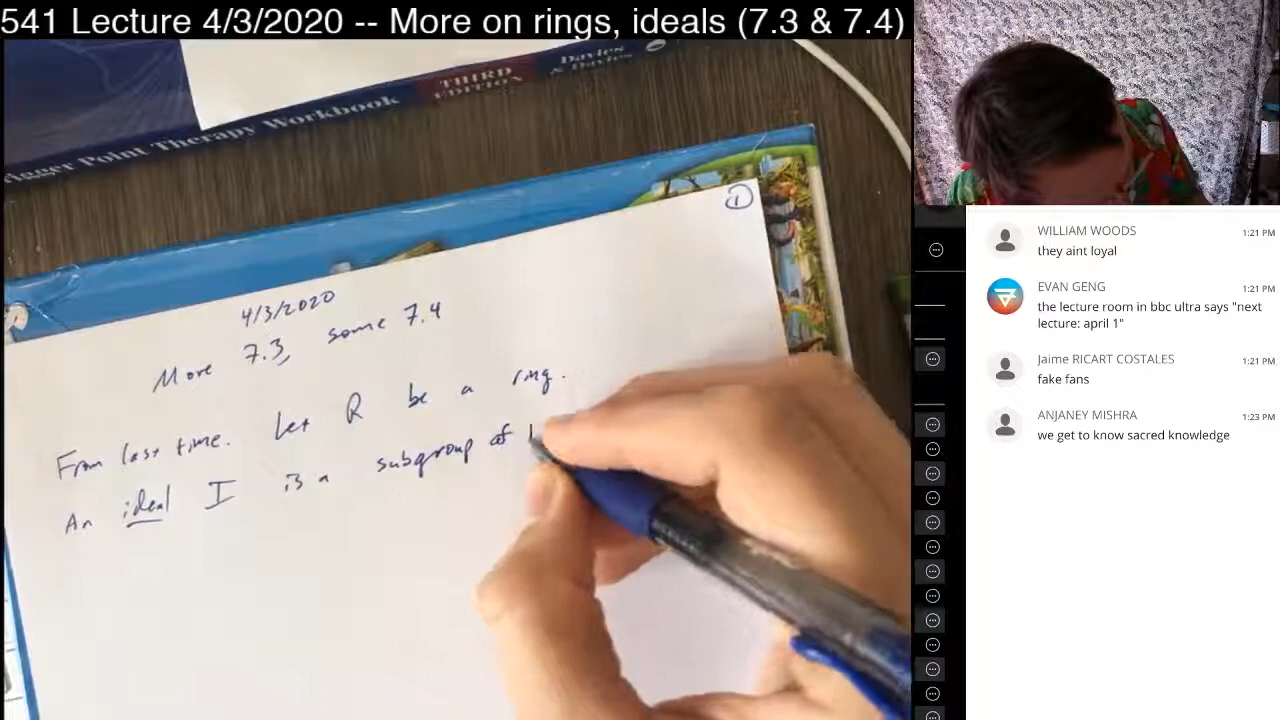 541 Lecture 4/3/2020 -- More on rings, ideals (7.3 & 7.4)
Trigger Point Therapy Workbook
THIRD
EDITION
Davies
& Davies
1
4/3/2020
More 7.3, some 7.4
From last time. Let R be a ring.
An ideal I is a subgroup of
WILLIAM WOODS
1:21 PM
they aint loyal
EVAN GENG
1:21 PM
the lecture room in bbc ultra says "next
lecture: april 1"
Jaime RICART COSTALES
1:21 PM
fake fans
ANJANEY MISHRA
1:23 PM
we get to know sacred knowledge